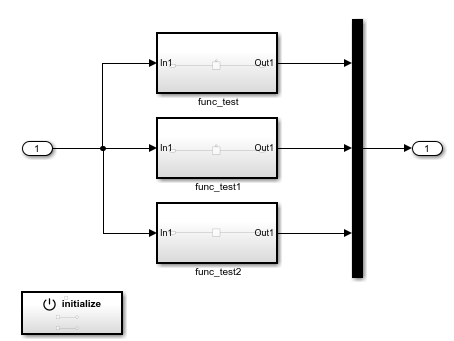 In1 Out1
func_test
1 In1 Out1 1
func_test1
In1 Out1
func_test2
initialize